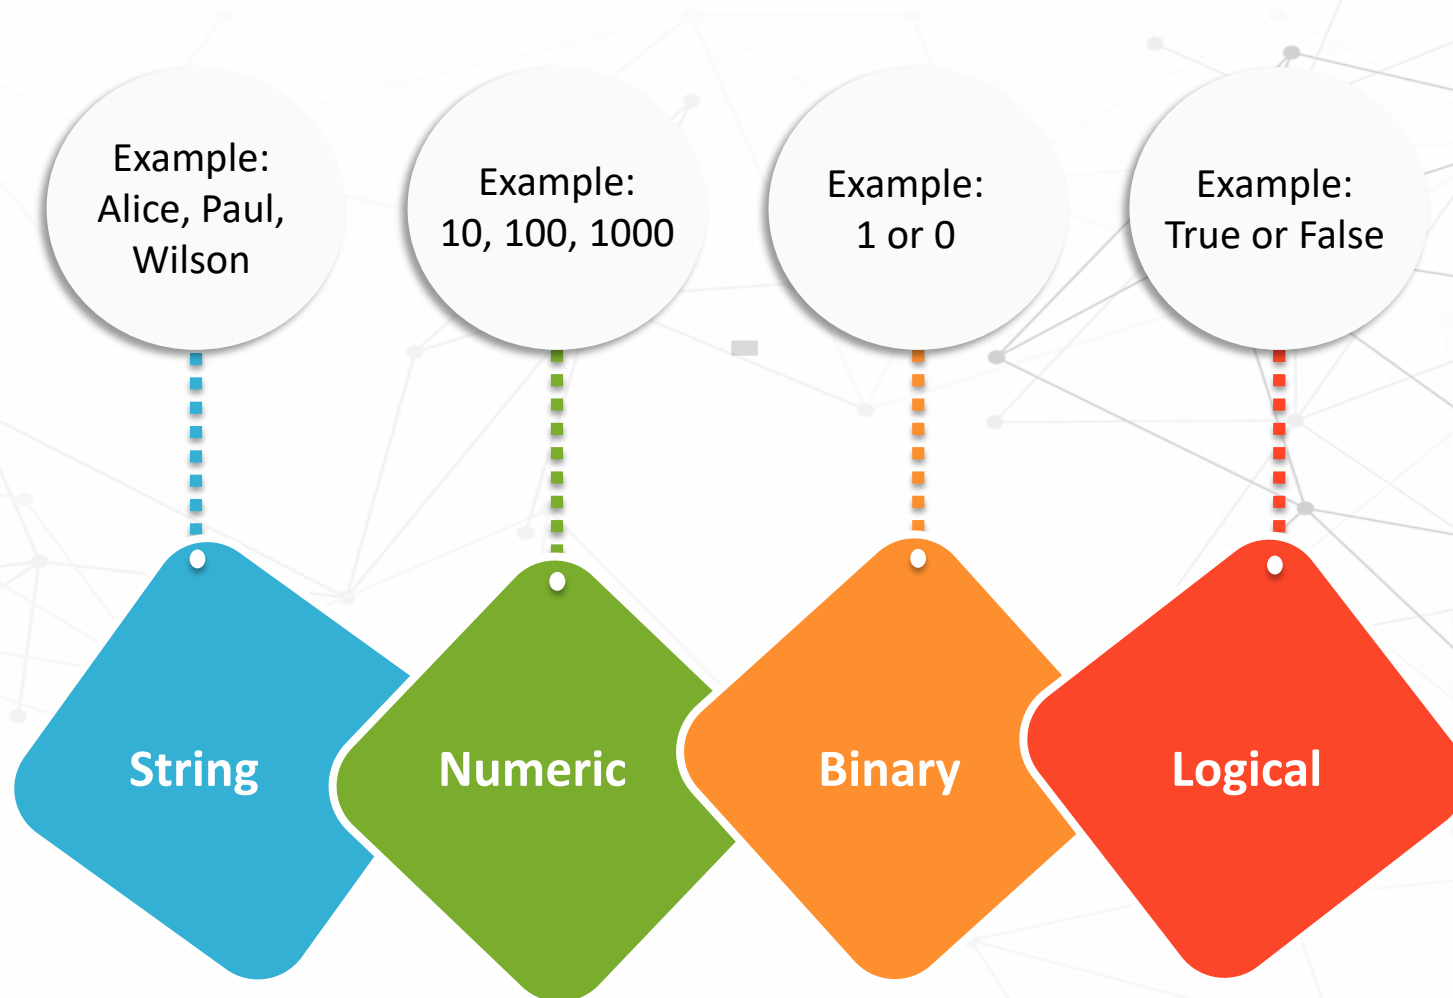 Example:
Alice, Paul,
Wilson
Example:
10, 100, 1000
Example:
1 or 0
Example:
True or False
String
Numeric
Binary
Logical